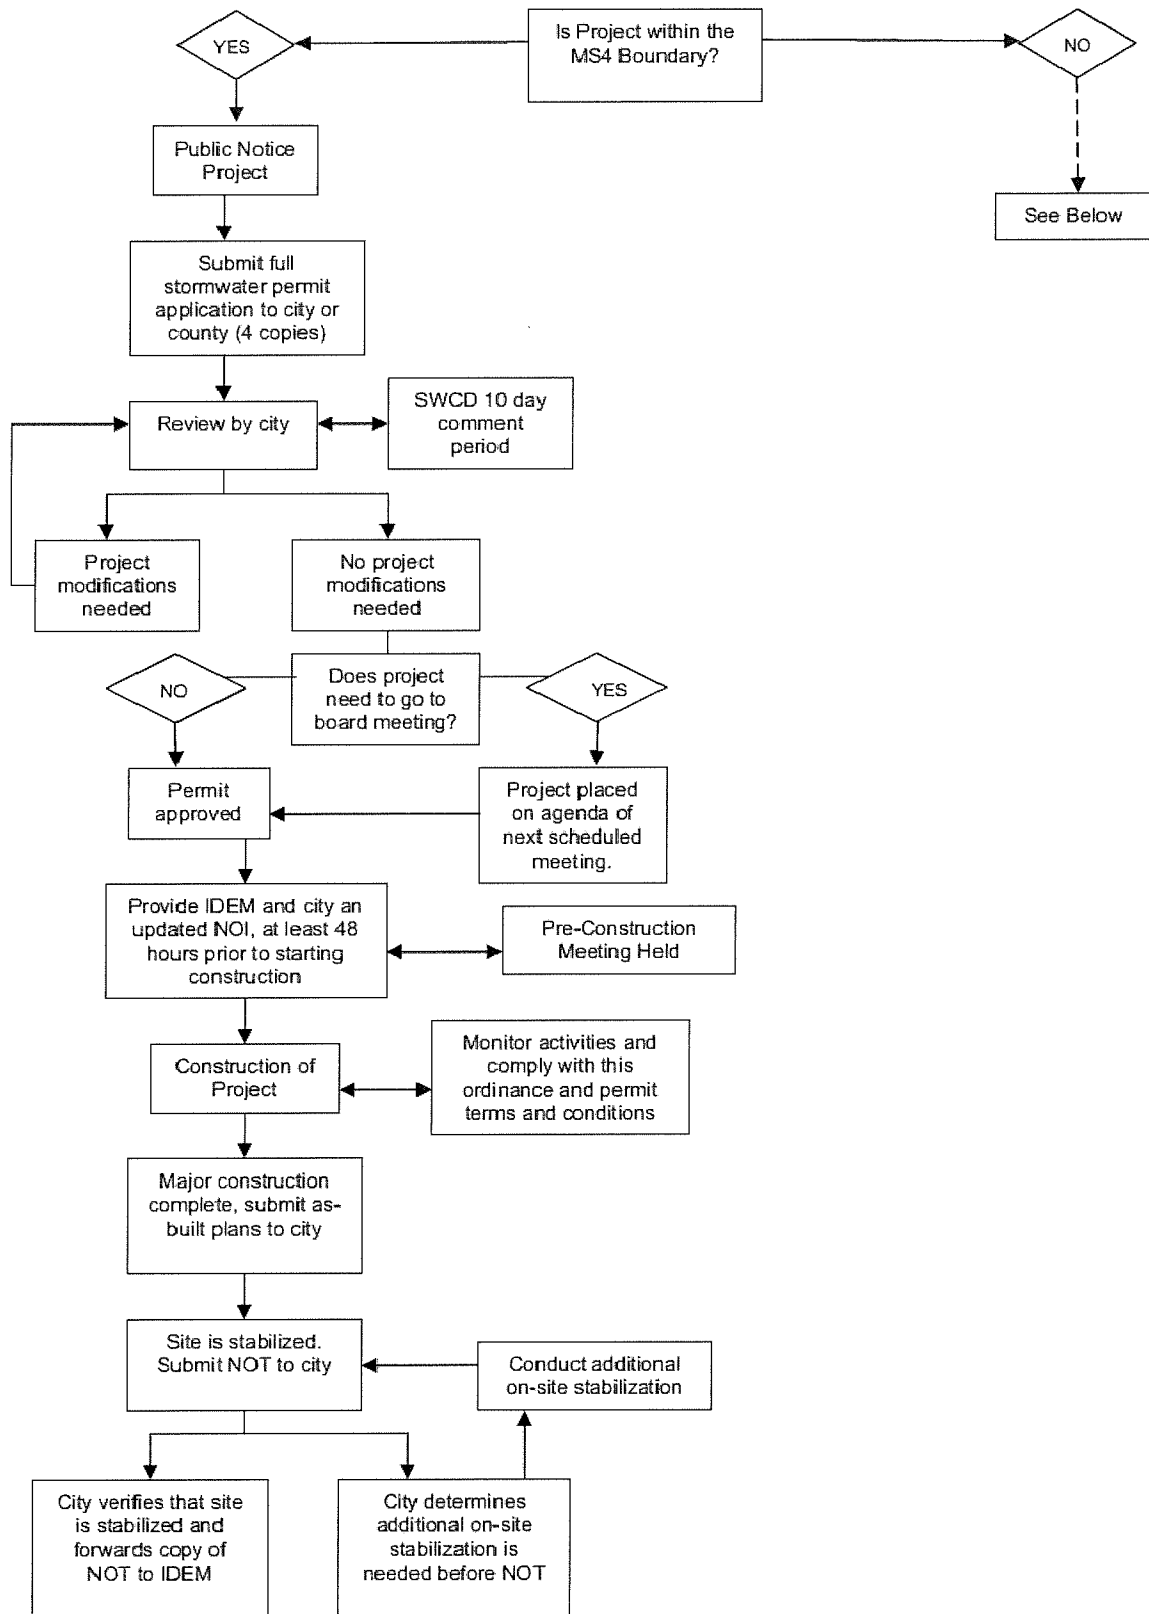 Is Project within the
MS4 Boundary?
YES
NO
Public Notice
Project
See Below
Submit full
stormwater permit
application to city or
county (4 copies)
Review by city
SWCD 10 day
comment
period
Project
modifications
needed
No project
modifications
needed
NO
Does project
need to go to
board meeting?
YES
Permit
approved
Project placed
on agenda of
next scheduled
meeting.
Provide IDEM and city an
updated NOI, at least 48
hours prior to starting
construction
Pre-Construction
Meeting Held
Construction of
Project
Monitor activities and
comply with this
ordinance and permit
terms and conditions
Major construction
complete, submit as-
built plans to city
Site is stabilized.
Submit NOT to city
Conduct additional
on-site stabilization
City verifies that site
is stabilized and
forwards copy of
NOT to IDEM
City determines
additional on-site
stabilization is
needed before NOT